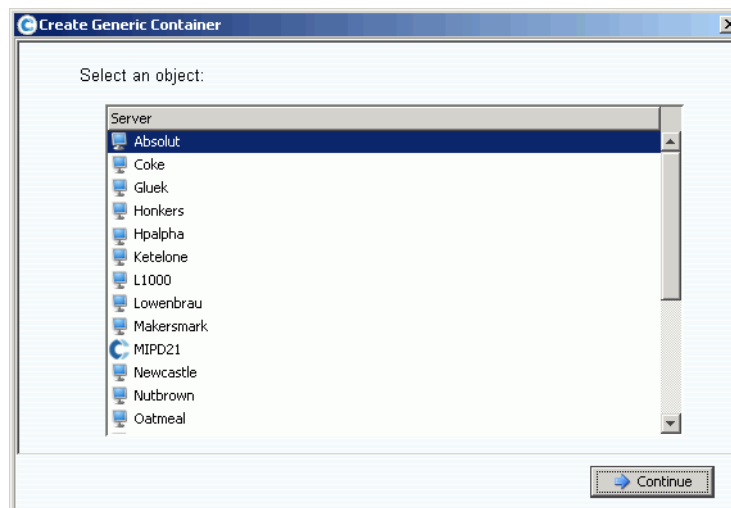 Create Generic Container
Select an object:
Server
Absolut
Coke
Gluek
Honkers
Hpalpha
Ketelone
L1000
Lowenbrau
Makersmark
MIPD21
Newcastle
Nutbrown
Oatmeal
Continue